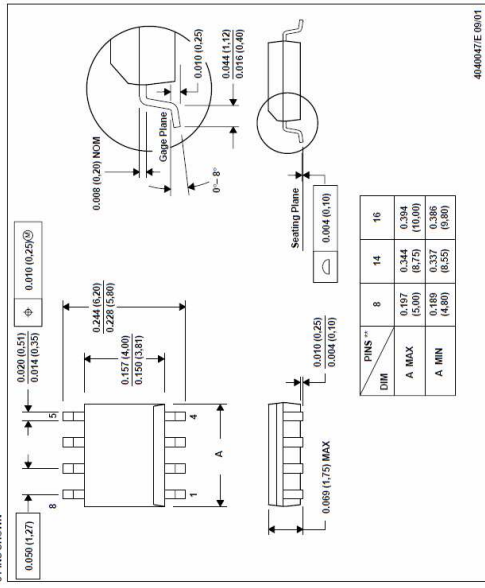 0.050 (1,27)
0.020 (0,51)
0.014 (0,35)
0.010 (0,25) Ⓜ
8
5
0.244 (6,20)
0.228 (5,80)
0.157 (4,00)
0.150 (3,81)
1
4
A
0.008 (0,20) NOM
Gage Plane
0.010 (0,25)
0°–8°
0.044 (1,12)
0.016 (0,40)
0.069 (1,75) MAX
0.010 (0,25)
0.004 (0,10)
Seating Plane
0.004 (0,10)
PINS ** 8 14 16
DIM
A MAX 0.197 0.344 0.394
(5,00) (8,75) (10,00)
A MIN 0.189 0.337 0.386
(4,80) (8,55) (9,80)
4040047/E 09/01